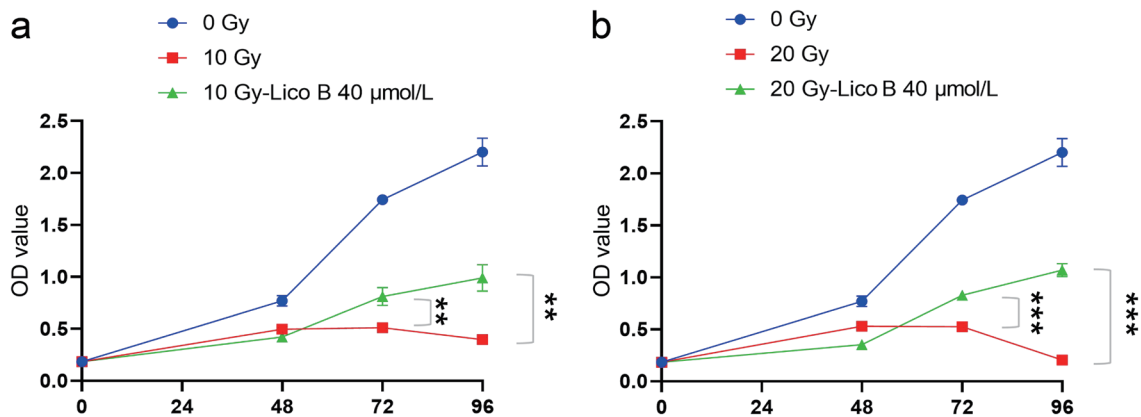 a
0 Gy
10 Gy
10 Gy-Lico B 40 μmol/L
OD value
2.5
2.0
1.5
1.0
0.5
0.0
0 24 48 72 96
**
**
b
0 Gy
20 Gy
20 Gy-Lico B 40 μmol/L
OD value
2.5
2.0
1.5
1.0
0.5
0.0
0 24 48 72 96
***
***